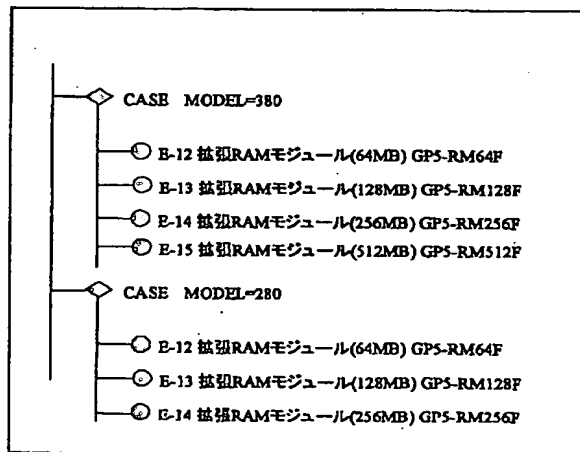 CASE MODEL=380
E-12 拡張RAMモジュール(64MB) GP5-RM64F
E-13 拡張RAMモジュール(128MB) GP5-RM128F
E-14 拡張RAMモジュール(256MB) GP5-RM256F
E-15 拡張RAMモジュール(512MB) GP5-RM512F
CASE MODEL=280
E-12 拡張RAMモジュール(64MB) GP5-RM64F
E-13 拡張RAMモジュール(128MB) GP5-RM128F
E-14 拡張RAMモジュール(256MB) GP5-RM256F